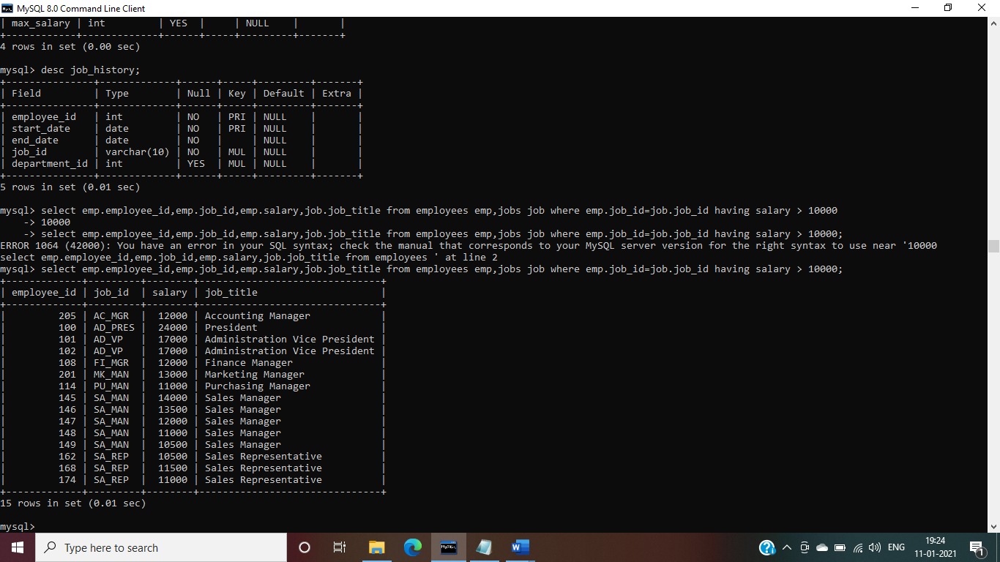 MySQL 8.0 Command Line Client
| max_salary | int         | YES  |     | NULL    |       |
+------------+-------------+------+-----+---------+-------+
4 rows in set (0.00 sec)
mysql> desc job_history;
+---------------+-------------+------+-----+---------+-------+
| Field         | Type        | Null | Key | Default | Extra |
+---------------+-------------+------+-----+---------+-------+
| employee_id   | int         | NO   | PRI | NULL    |       |
| start_date    | date        | NO   | PRI | NULL    |       |
| end_date      | date        | NO   |     | NULL    |       |
| job_id        | varchar(10) | NO   | MUL | NULL    |       |
| department_id | int         | YES  | MUL | NULL    |       |
+---------------+-------------+------+-----+---------+-------+
5 rows in set (0.01 sec)
mysql> select emp.employee_id,emp.job_id,emp.salary,job.job_title from employees emp,jobs job where emp.job_id=job.job_id having salary > 10000
    -> 10000
    -> select emp.employee_id,emp.job_id,emp.salary,job.job_title from employees emp,jobs job where emp.job_id=job.job_id having salary > 10000;
ERROR 1064 (42000): You have an error in your SQL syntax; check the manual that corresponds to your MySQL server version for the right syntax to use near '10000
select emp.employee_id,emp.job_id,emp.salary,job.job_title from employees ' at line 2
mysql> select emp.employee_id,emp.job_id,emp.salary,job.job_title from employees emp,jobs job where emp.job_id=job.job_id having salary > 10000;
+-------------+---------+--------+-------------------------------+
| employee_id | job_id  | salary | job_title                     |
+-------------+---------+--------+-------------------------------+
|         205 | AC_MGR  |  12000 | Accounting Manager            |
|         100 | AD_PRES |  24000 | President                     |
|         101 | AD_VP   |  17000 | Administration Vice President |
|         102 | AD_VP   |  17000 | Administration Vice President |
|         108 | FI_MGR  |  12000 | Finance Manager               |
|         201 | MK_MAN  |  13000 | Marketing Manager             |
|         114 | PU_MAN  |  11000 | Purchasing Manager            |
|         145 | SA_MAN  |  14000 | Sales Manager                 |
|         146 | SA_MAN  |  13500 | Sales Manager                 |
|         147 | SA_MAN  |  12000 | Sales Manager                 |
|         148 | SA_MAN  |  11000 | Sales Manager                 |
|         149 | SA_MAN  |  10500 | Sales Manager                 |
|         162 | SA_REP  |  10500 | Sales Representative          |
|         168 | SA_REP  |  11500 | Sales Representative          |
|         174 | SA_REP  |  11000 | Sales Representative          |
+-------------+---------+--------+-------------------------------+
15 rows in set (0.01 sec)
mysql>
Type here to search
ENG
19:24
11-01-2021
1